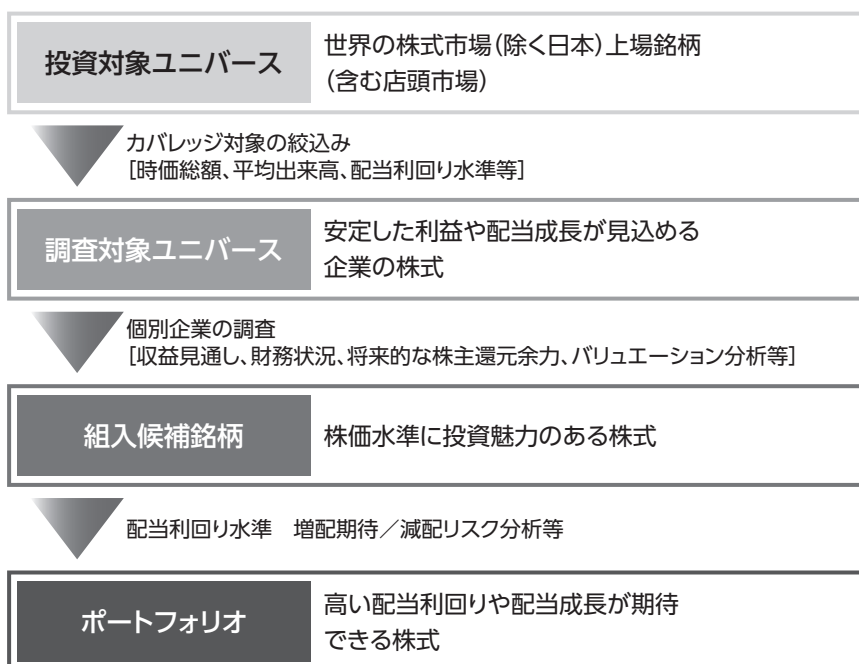 投資対象ユニバース
世界の株式市場(除く日本)上場銘柄
(含む店頭市場)
カバレッジ対象の絞込み
[時価総額、平均出来高、配当利回り水準等]
調査対象ユニバース
安定した利益や配当成長が見込める
企業の株式
個別企業の調査
[収益見通し、財務状況、将来的な株主還元余力、バリュエーション分析等]
組入候補銘柄
株価水準に投資魅力のある株式
配当利回り水準　増配期待／減配リスク分析等
ポートフォリオ
高い配当利回りや配当成長が期待
できる株式